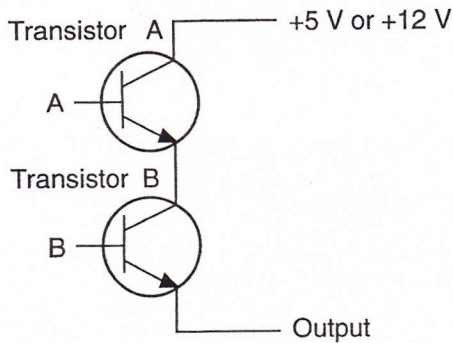 Transistor A
+5 V or +12 V
A
Transistor B
B
Output